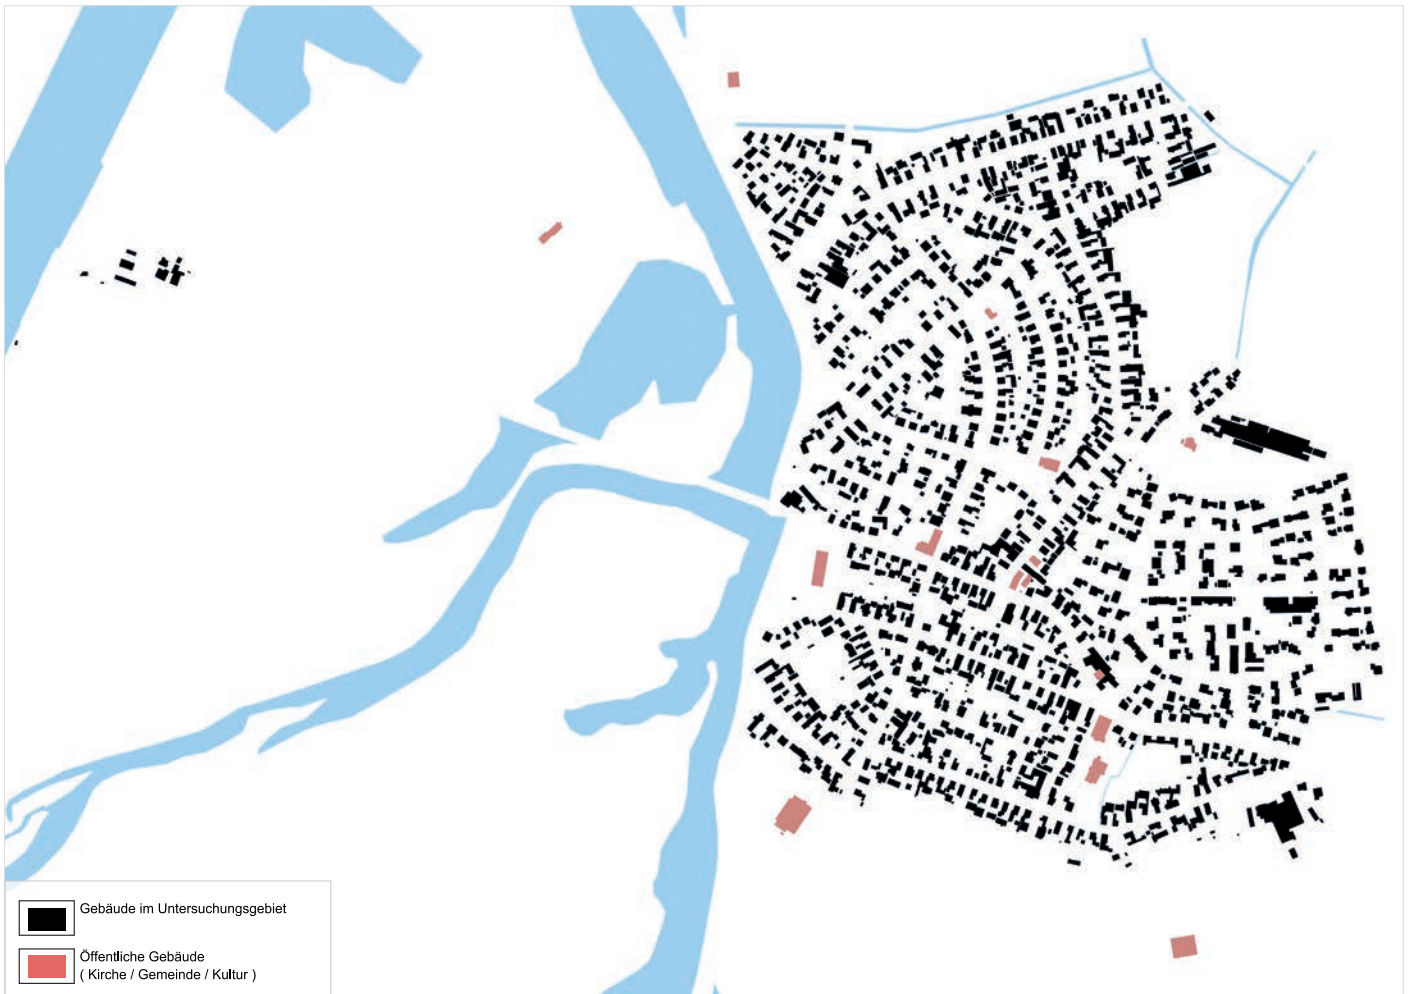 Gebäude im Untersuchungsgebiet
Öffentliche Gebäude
( Kirche / Gemeinde / Kultur )